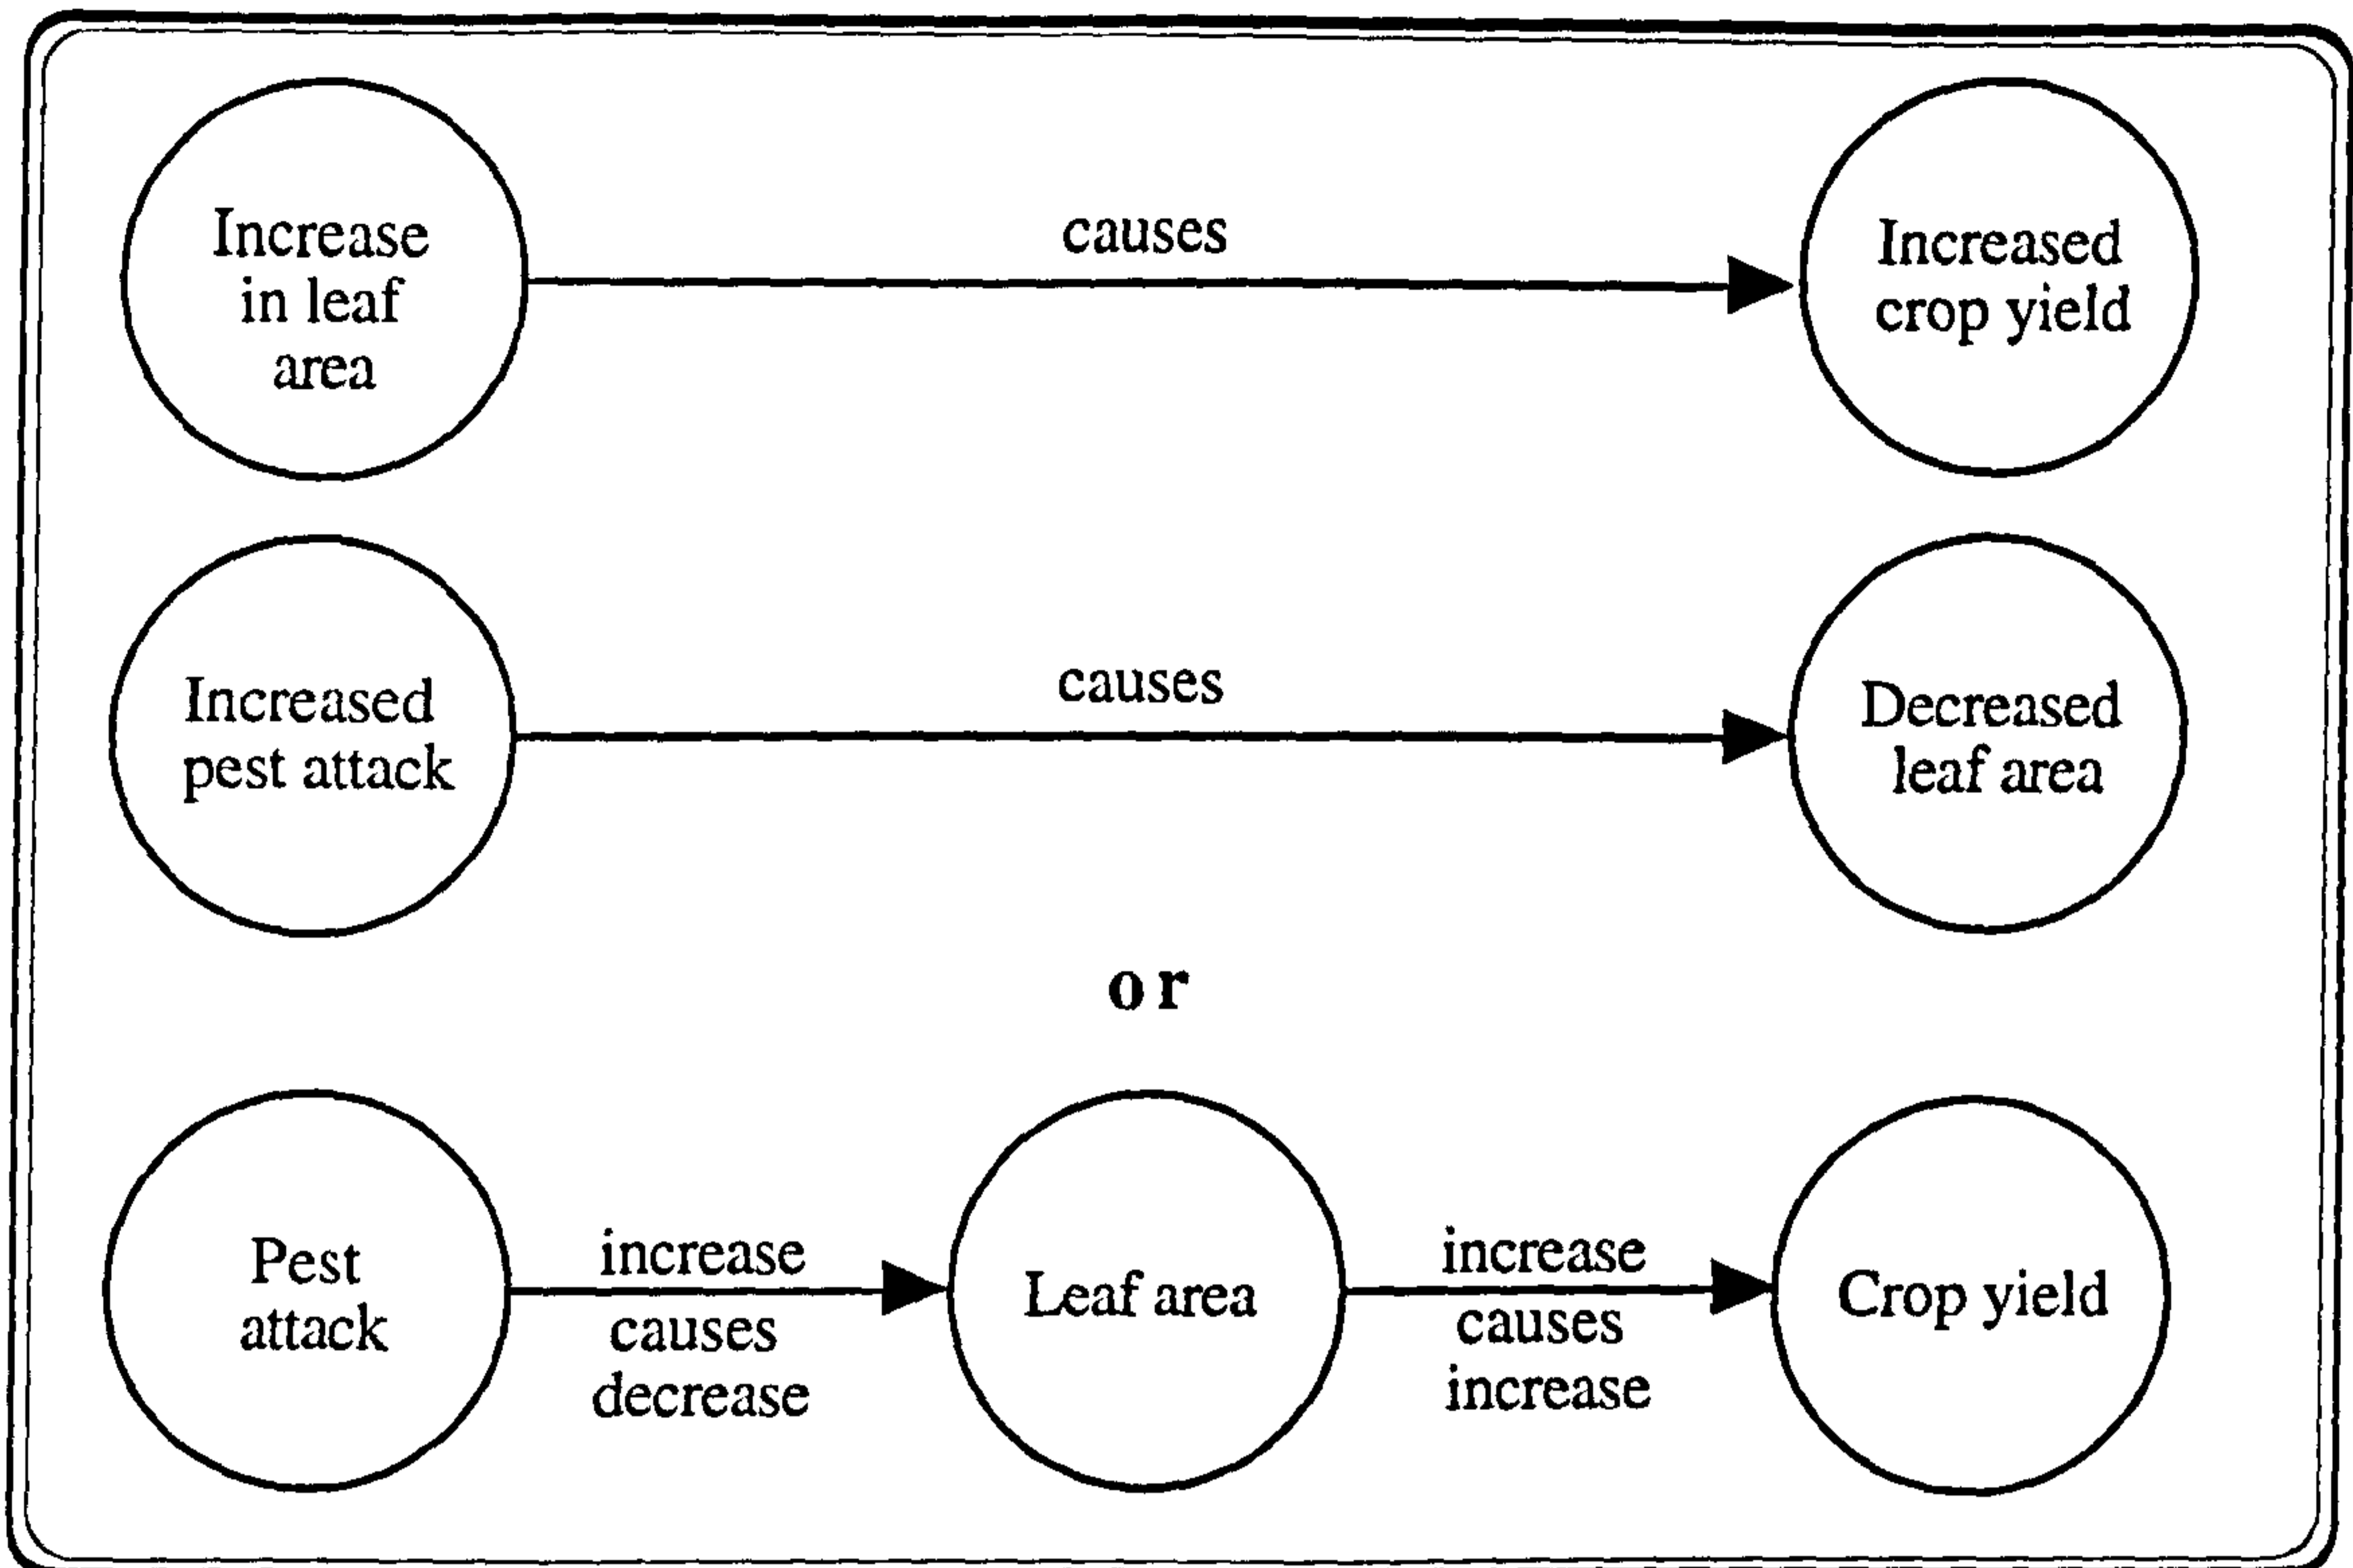 Increase
in leaf
area
causes
Increased
crop yield
Increased
pest attack
causes
Decreased
leaf area
or
Pest
attack
increase
causes
decrease
Leaf area
increase
causes
increase
Crop yield